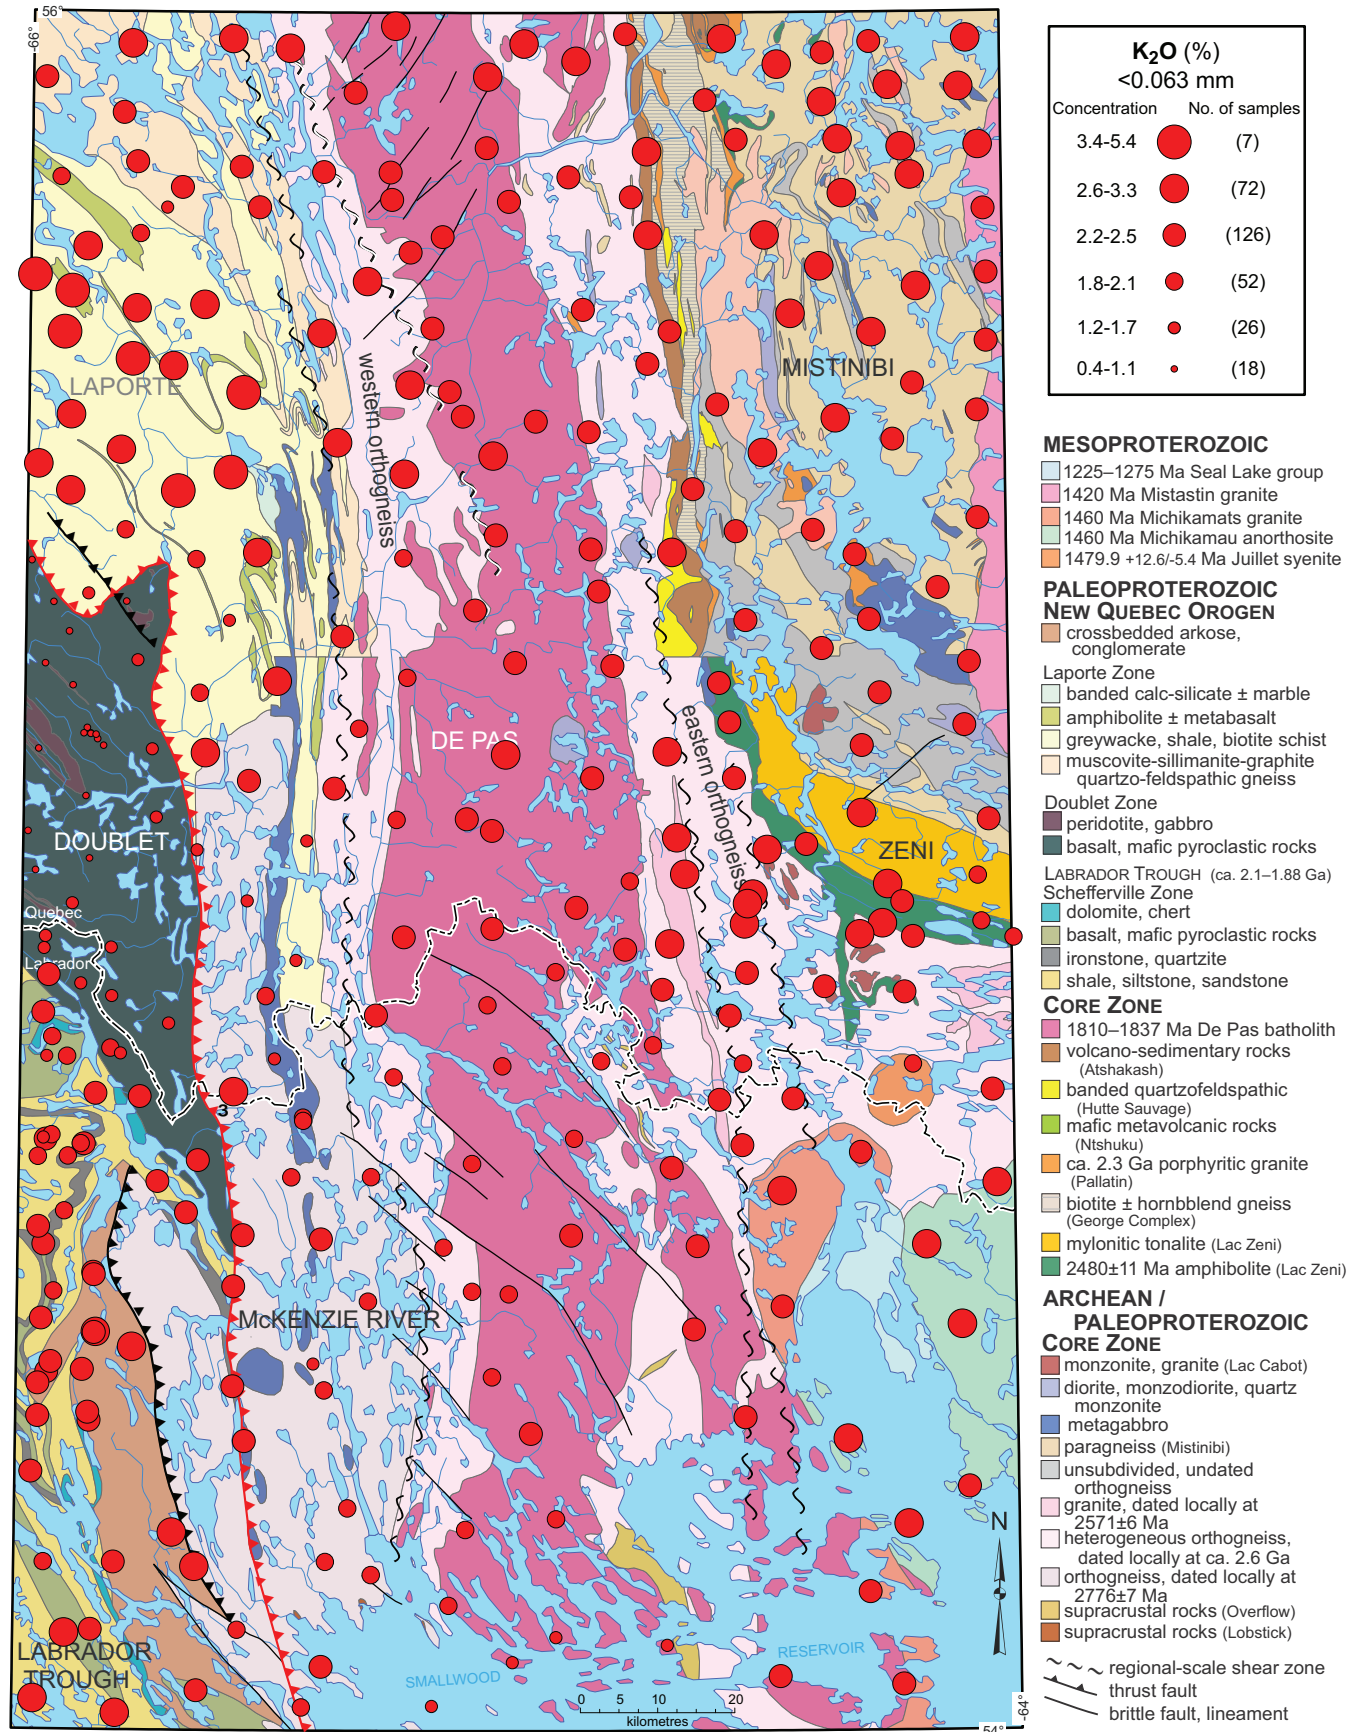 56°
-66°
LAPORTE
western orthogneiss
MISTINIBI
DE PAS
eastern orthogneiss
DOUBLET
ZENI
Quebec
Labrador
3
McKENZIE RIVER
LABRADOR
TROUGH
SMALLWOOD
RESERVOIR
0 5 10 20
kilometres
N
-64°
54°
K₂O (%)
<0.063 mm
Concentration No. of samples
3.4-5.4 (7)
2.6-3.3 (72)
2.2-2.5 (126)
1.8-2.1 (52)
1.2-1.7 (26)
0.4-1.1 (18)
MESOPROTEROZOIC
1225–1275 Ma Seal Lake group
1420 Ma Mistastin granite
1460 Ma Michikamats granite
1460 Ma Michikamau anorthosite
1479.9 +12.6/-5.4 Ma Juillet syenite
PALEOPROTEROZOIC
NEW QUEBEC OROGEN
crossbedded arkose,
conglomerate
Laporte Zone
banded calc-silicate ± marble
amphibolite ± metabasalt
greywacke, shale, biotite schist
muscovite-sillimanite-graphite
quartzo-feldspathic gneiss
Doublet Zone
peridotite, gabbro
basalt, mafic pyroclastic rocks
LABRADOR TROUGH (ca. 2.1–1.88 Ga)
Schefferville Zone
dolomite, chert
basalt, mafic pyroclastic rocks
ironstone, quartzite
shale, siltstone, sandstone
CORE ZONE
1810–1837 Ma De Pas batholith
volcano-sedimentary rocks
(Atshakash)
banded quartzofeldspathic
(Hutte Sauvage)
mafic metavolcanic rocks
(Ntshuku)
ca. 2.3 Ga porphyritic granite
(Pallatin)
biotite ± hornbblend gneiss
(George Complex)
mylonitic tonalite (Lac Zeni)
2480±11 Ma amphibolite (Lac Zeni)
ARCHEAN /
PALEOPROTEROZOIC
CORE ZONE
monzonite, granite (Lac Cabot)
diorite, monzodiorite, quartz
monzonite
metagabbro
paragneiss (Mistinibi)
unsubdivided, undated
orthogneiss
granite, dated locally at
2571±6 Ma
heterogeneous orthogneiss,
dated locally at ca. 2.6 Ga
orthogneiss, dated locally at
2776±7 Ma
supracrustal rocks (Overflow)
supracrustal rocks (Lobstick)
regional-scale shear zone
thrust fault
brittle fault, lineament